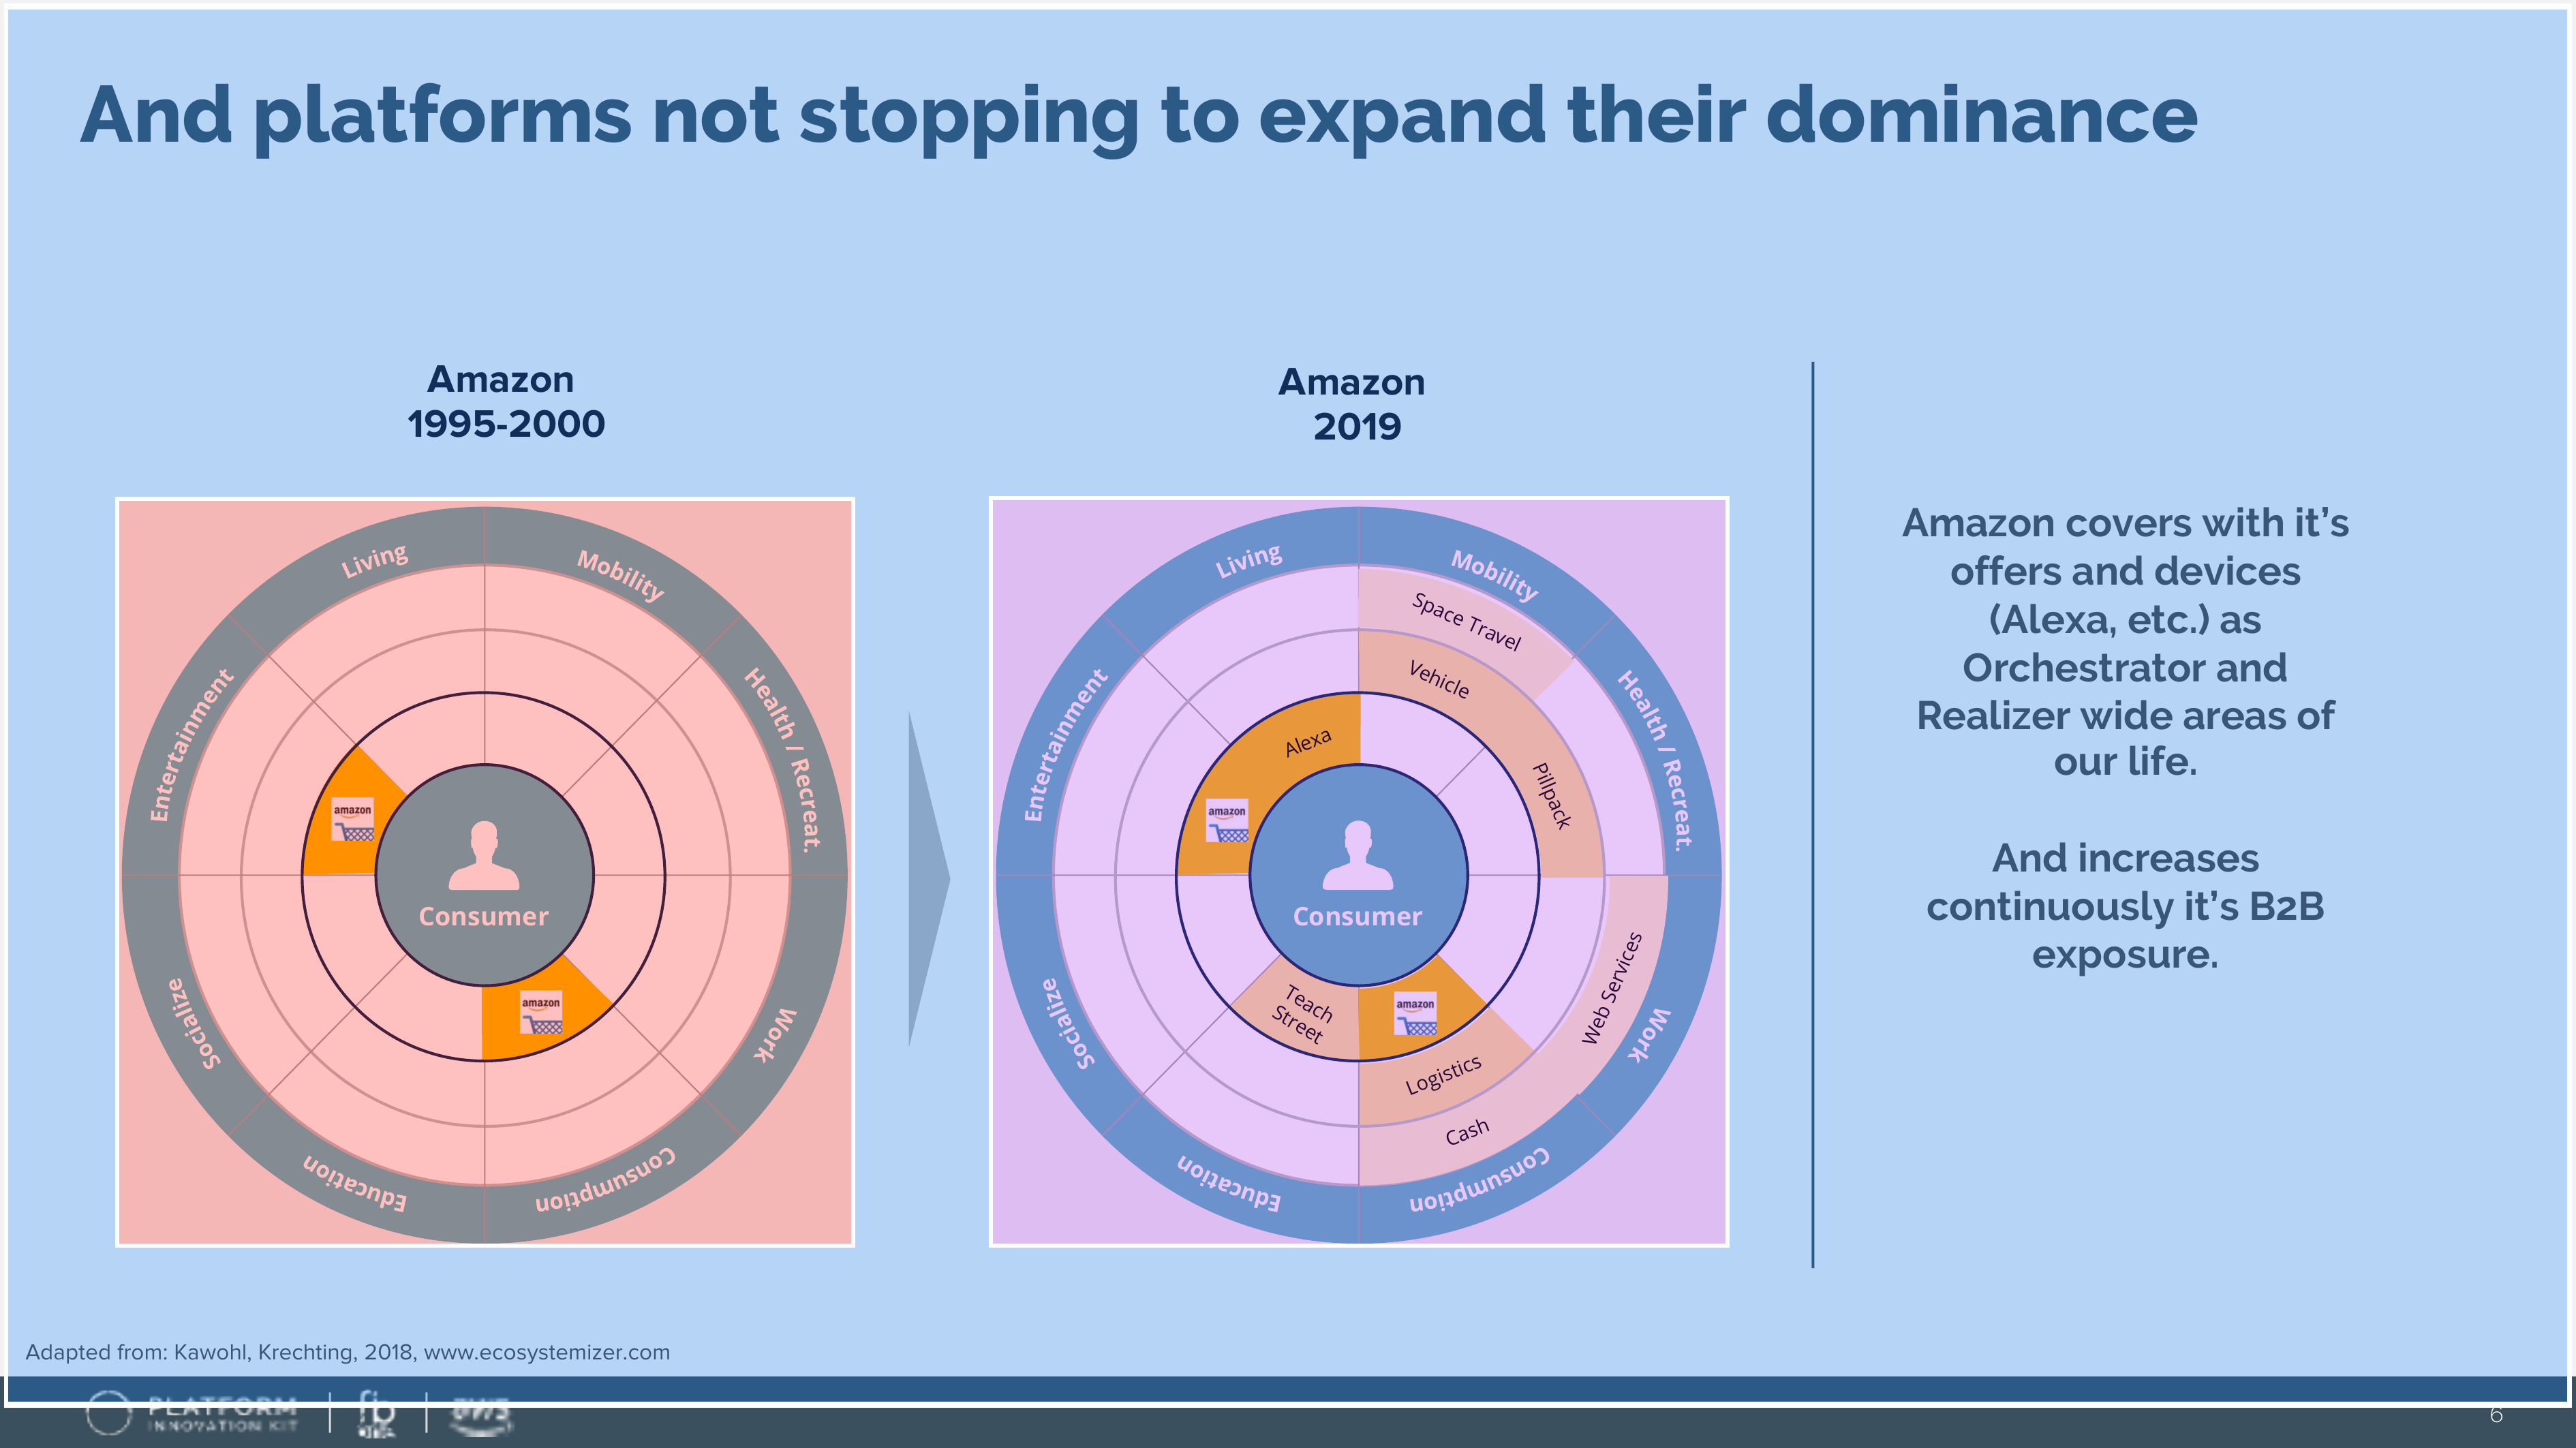 And platforms not stopping to expand their dominance
Amazon
1995-2000
Living
Mobility
Entertainment
Health / Recreat.
amazon
Consumer
amazon
Socialize
Work
Education
Consumption
Amazon
2019
Living
Mobility
Space Travel
Vehicle
Entertainment
Health / Recreat.
Alexa
amazon
Pillpack
Consumer
Web Services
Teach
Street
amazon
Logistics
Cash
Socialize
Work
Education
Consumption
Amazon covers with it’s
offers and devices
(Alexa, etc.) as
Orchestrator and
Realizer wide areas of
our life.
And increases
continuously it’s B2B
exposure.
Adapted from: Kawohl, Krechting, 2018, www.ecosystemizer.com
PLATFORM
INNOVATION KIT
aws
6